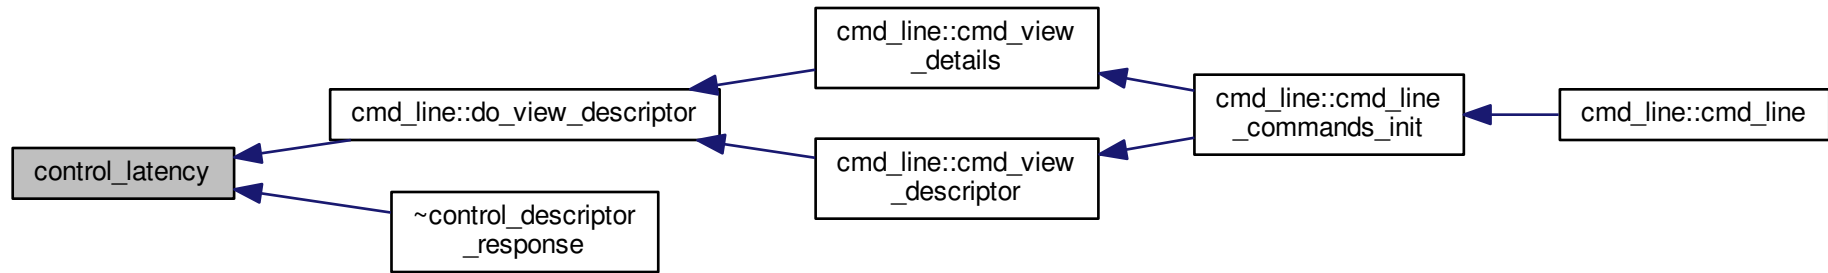 control_latency
cmd_line::do_view_descriptor
~control_descriptor
_response
cmd_line::cmd_view
_details
cmd_line::cmd_view
_descriptor
cmd_line::cmd_line
_commands_init
cmd_line::cmd_line